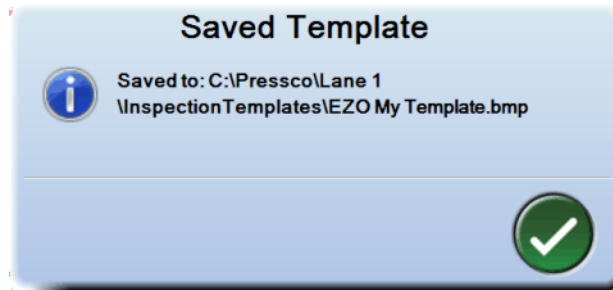 Saved Template
Saved to: C:\Pressco\Lane 1
\InspectionTemplates\EZO My Template.bmp